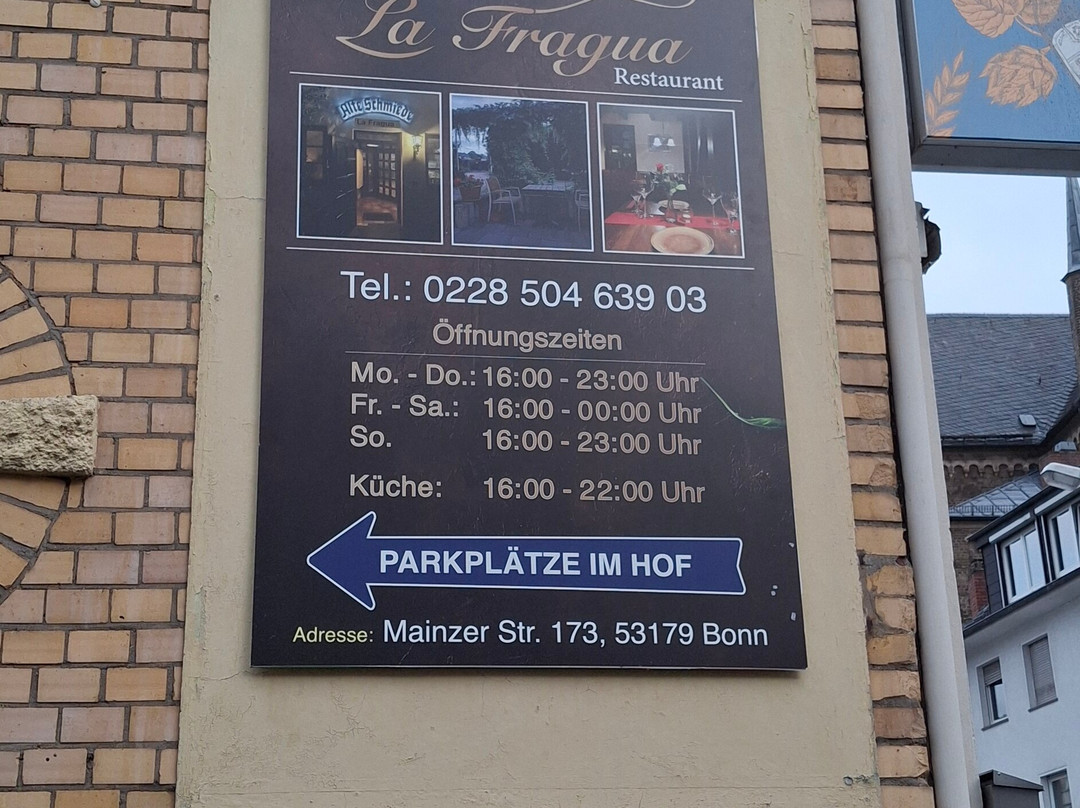 La Fragua
Restaurant
Alte Schmiede
La Fragua
Tel.: 0228 504 639 03
Öffnungszeiten
Mo. - Do.: 16:00 - 23:00 Uhr
Fr. - Sa.: 16:00 - 00:00 Uhr
So. 16:00 - 23:00 Uhr
Küche: 16:00 - 22:00 Uhr
PARKPLÄTZE IM HOF
Adresse: Mainzer Str. 173, 53179 Bonn